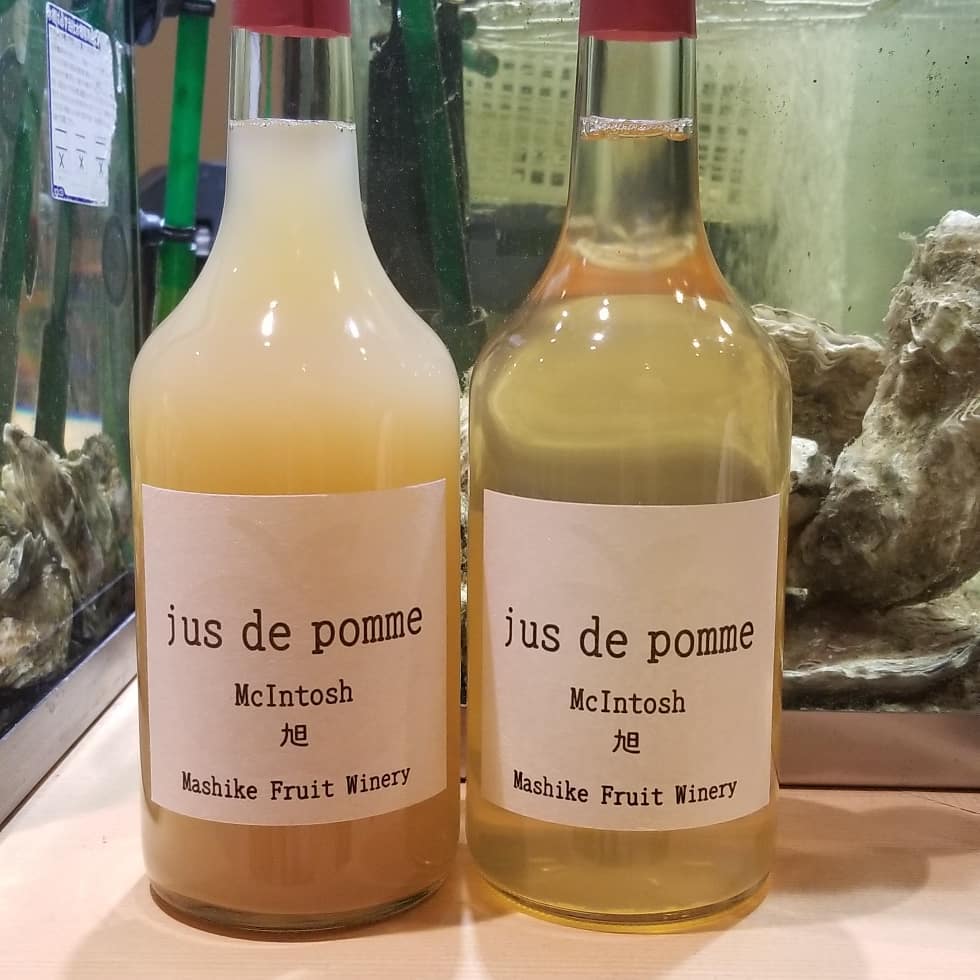 jus de pomme
McIntosh
旭
Mashike Fruit Winery
jus de pomme
McIntosh
旭
Mashike Fruit Winery